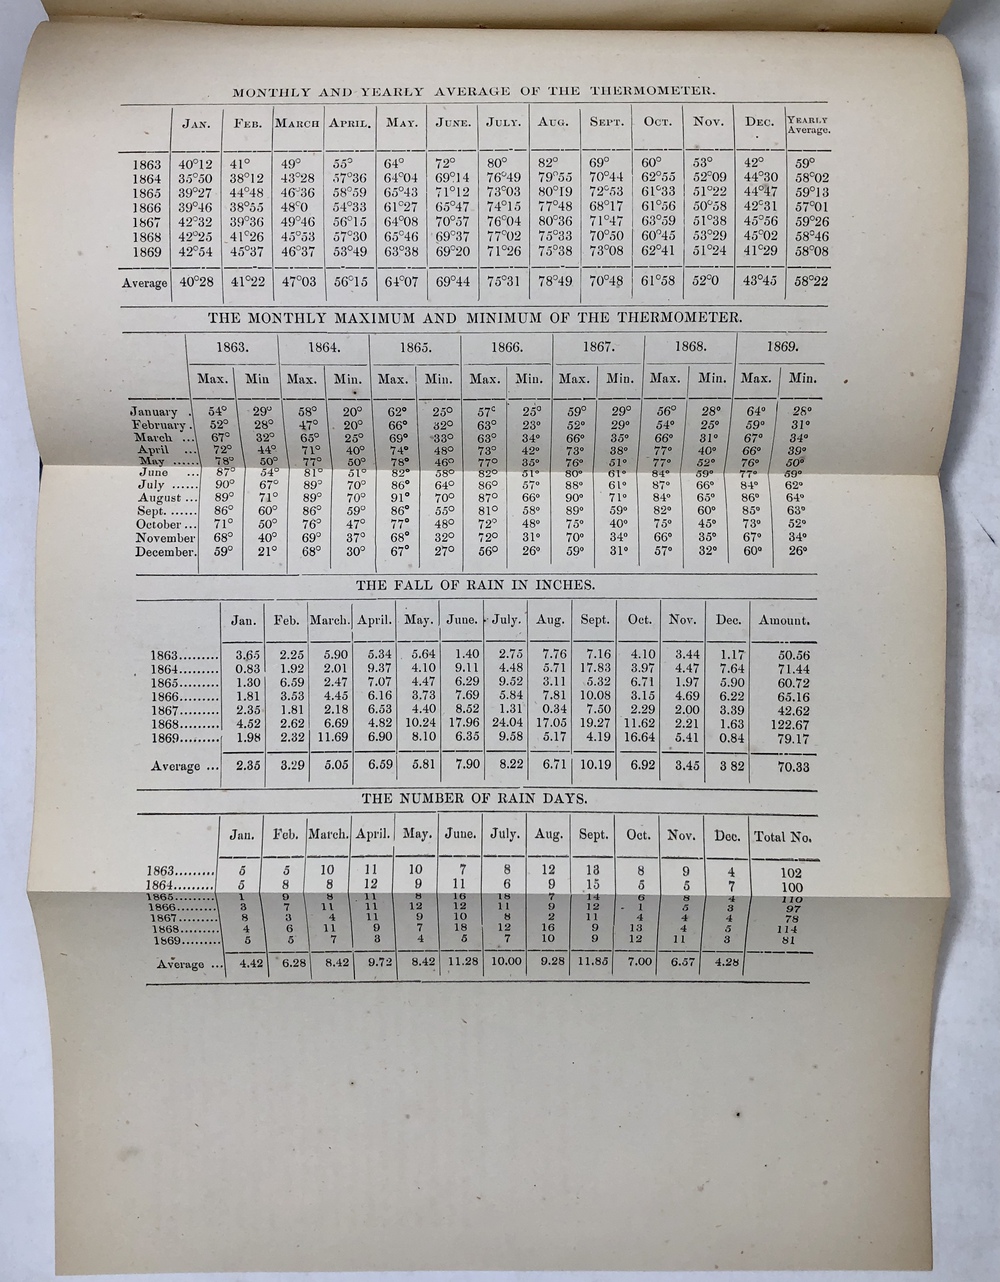 MONTHLY AND YEARLY AVERAGE OF THE THERMOMETER.
JAN. FEB. MARCH APRIL. MAY. JUNE. JULY. AUG. SEPT. OCT. NOV. DEC. YEARLY Average.
1863 40°12 41° 49° 55° 64° 72° 80° 82° 69° 60° 53° 42° 59°
1864 35°50 38°12 43°28 57°36 64°04 69°14 76°49 79°55 70°44 62°55 52°09 44°30 58°02
1865 39°27 44°48 46°36 58°59 65°43 71°12 73°03 80°19 72°53 61°33 51°22 44°47 59°13
1866 39°46 38°55 48°0 54°33 61°27 65°47 74°15 77°48 68°17 61°56 50°58 42°31 57°01
1867 42°32 39°36 49°46 56°15 64°08 70°57 76°04 80°36 71°47 63°59 51°38 45°56 59°26
1868 42°25 41°26 45°53 57°30 65°46 69°37 77°02 75°33 70°50 60°45 53°29 45°02 58°46
1869 42°54 45°37 46°37 53°49 63°38 69°20 71°26 75°38 73°08 62°41 51°24 41°29 58°08
Average 40°28 41°22 47°03 56°15 64°07 69°44 75°31 78°49 70°48 61°58 52°0 43°45 58°22
THE MONTHLY MAXIMUM AND MINIMUM OF THE THERMOMETER.
1863. 1864. 1865. 1866. 1867. 1868. 1869.
Max. Min Max. Min. Max. Min. Max. Min. Max. Min. Max. Min. Max. Min.
January . 54° 29° 58° 20° 62° 25° 57° 25° 59° 29° 56° 28° 64° 28°
February . 52° 28° 47° 20° 66° 32° 63° 23° 52° 29° 54° 25° 59° 31°
March ... 67° 32° 65° 25° 69° 33° 63° 34° 66° 35° 66° 31° 67° 34°
April ... 72° 44° 71° 40° 74° 48° 73° 42° 73° 38° 77° 40° 66° 39°
May ...... 78° 50° 77° 50° 78° 46° 77° 35° 76° 51° 77° 52° 76° 50°
June ... 87° 54° 81° 51° 82° 58° 82° 51° 80° 61° 84° 59° 77° 59°
July ...... 90° 67° 89° 70° 86° 64° 86° 57° 88° 61° 87° 66° 84° 62°
August ... 89° 71° 89° 70° 91° 70° 87° 66° 90° 71° 84° 65° 86° 64°
Sept. ...... 86° 60° 86° 59° 86° 55° 81° 58° 89° 59° 82° 60° 85° 63°
October ... 71° 50° 76° 47° 77° 48° 72° 48° 75° 40° 75° 45° 73° 52°
November 68° 40° 69° 37° 68° 32° 72° 31° 70° 34° 66° 35° 67° 34°
December. 59° 21° 68° 30° 67° 27° 56° 26° 59° 31° 57° 32° 60° 26°
THE FALL OF RAIN IN INCHES.
Jan. Feb. March. April. May. June. July. Aug. Sept. Oct. Nov. Dec. Amount.
1863......... 3.65 2.25 5.90 5.34 5.64 1.40 2.75 7.76 7.16 4.10 3.44 1.17 50.56
1864......... 0.83 1.92 2.01 9.37 4.10 9.11 4.48 5.71 17.83 3.97 4.47 7.64 71.44
1865......... 1.30 6.59 2.47 7.07 4.47 6.29 9.52 3.11 5.32 6.71 1.97 5.90 60.72
1866......... 1.81 3.53 4.45 6.16 3.73 7.69 5.84 7.81 10.08 3.15 4.69 6.22 65.16
1867......... 2.35 1.81 2.18 6.53 4.40 8.52 1.31 0.34 7.50 2.29 2.00 3.39 42.62
1868......... 4.52 2.62 6.69 4.82 10.24 17.96 24.04 17.05 19.27 11.62 2.21 1.63 122.67
1869......... 1.98 2.32 11.69 6.90 8.10 6.35 9.58 5.17 4.19 16.64 5.41 0.84 79.17
Average ... 2.35 3.29 5.05 6.59 5.81 7.90 8.22 6.71 10.19 6.92 3.45 3 82 70.33
THE NUMBER OF RAIN DAYS.
Jan. Feb. March. April. May. June. July. Aug. Sept. Oct. Nov. Dec. Total No.
1863......... 5 5 10 11 10 7 8 12 13 8 9 4 102
1864......... 5 8 8 12 9 11 6 9 15 5 5 7 100
1865......... 1 9 8 11 8 16 18 7 14 6 8 4 110
1866......... 3 7 11 11 12 12 11 9 12 1 5 3 97
1867......... 8 3 4 11 9 10 8 2 11 4 4 4 78
1868......... 4 6 11 9 7 18 12 16 9 13 4 5 114
1869......... 5 5 7 3 4 5 7 10 9 12 11 3 81
Average ... 4.42 6.28 8.42 9.72 8.42 11.28 10.00 9.28 11.85 7.00 6.57 4.28